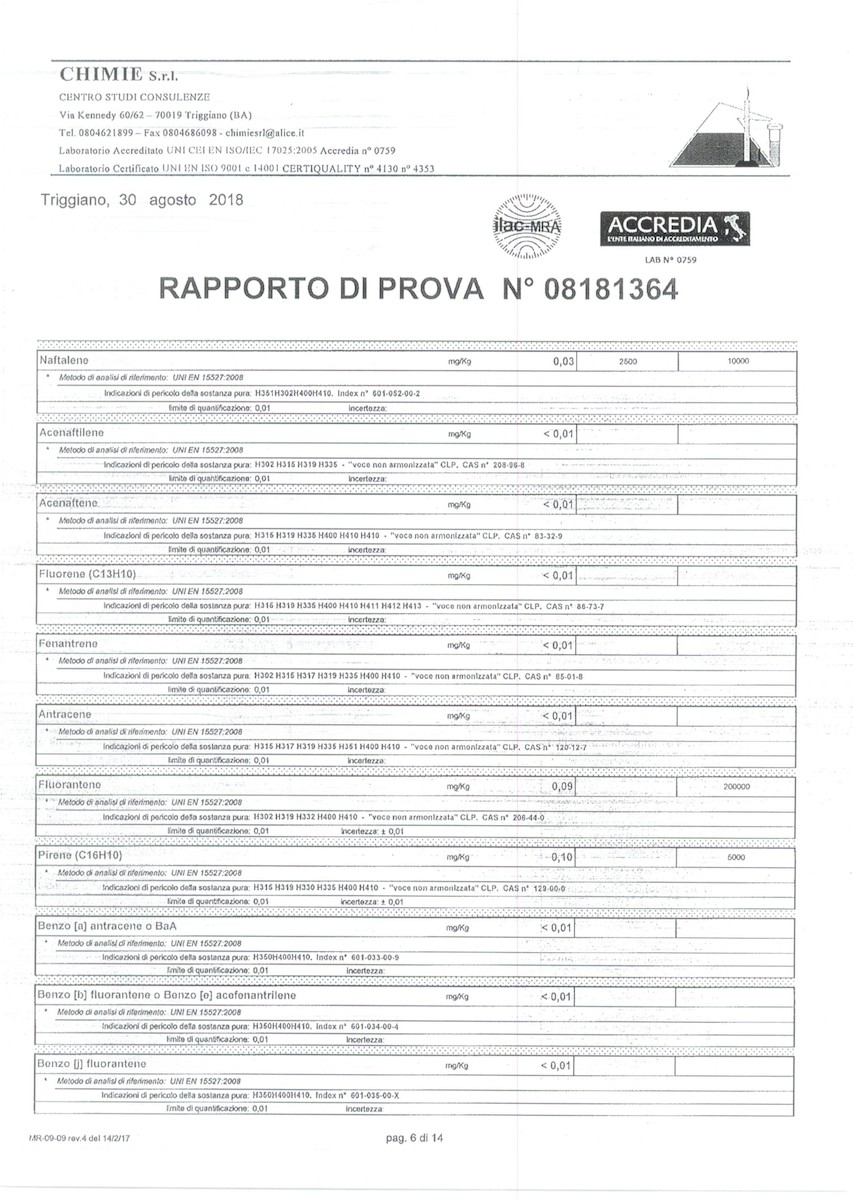 CHIMIE S.r.l.
CENTRO STUDI CONSULENZE
Via Kennedy 60/62 – 70019 Triggiano (BA)
Tel. 0804621899 – Fax 0804686098 - chimiesrl@alice.it
Laboratorio Accreditato UNI CEI EN ISO/IEC 17025:2005 Accredia n° 0759
Laboratorio Certificato UNI EN ISO 9001 e 14001 CERTIQUALITY n° 4130 n° 4353
Triggiano, 30 agosto 2018
ilac-MRA
ACCREDIA
L'ENTE ITALIANO DI ACCREDITAMENTO
LAB N° 0759
RAPPORTO DI PROVA N° 08181364
Naftalene mg/Kg 0,03 2500 10000
* Metodo di analisi di riferimento: UNI EN 15527:2008
Indicazioni di pericolo della sostanza pura: H351H302H400H410. Index n° 601-052-00-2
limite di quantificazione: 0,01 incertezza:
Acenaftilene mg/Kg < 0,01
* Metodo di analisi di riferimento: UNI EN 15527:2008
Indicazioni di pericolo della sostanza pura: H302 H315 H319 H335 - "voce non armonizzata" CLP. CAS n° 208-96-8
limite di quantificazione: 0,01 incertezza:
Acenaftene mg/Kg < 0,01
* Metodo di analisi di riferimento: UNI EN 15527:2008
Indicazioni di pericolo della sostanza pura: H315 H319 H335 H400 H410 H410 - "voce non armonizzata" CLP. CAS n° 83-32-9
limite di quantificazione: 0,01 incertezza:
Fluorene (C13H10) mg/Kg < 0,01
* Metodo di analisi di riferimento: UNI EN 15527:2008
Indicazioni di pericolo della sostanza pura: H315 H319 H335 H400 H410 H411 H412 H413 - "voce non armonizzata" CLP. CAS n° 86-73-7
limite di quantificazione: 0,01 incertezza:
Fenantrene mg/Kg < 0,01
* Metodo di analisi di riferimento: UNI EN 15527:2008
Indicazioni di pericolo della sostanza pura: H302 H315 H317 H319 H335 H400 H410 - "voce non armonizzata" CLP. CAS n° 85-01-8
limite di quantificazione: 0,01 incertezza:
Antracene mg/Kg < 0,01
* Metodo di analisi di riferimento: UNI EN 15527:2008
Indicazioni di pericolo della sostanza pura: H315 H317 H319 H335 H351 H400 H410 - "voce non armonizzata" CLP. CAS n° 120-12-7
limite di quantificazione: 0,01 incertezza:
Fluorantene mg/Kg 0,09 200000
* Metodo di analisi di riferimento: UNI EN 15527:2008
Indicazioni di pericolo della sostanza pura: H302 H319 H332 H400 H410 - "voce non armonizzata" CLP. CAS n° 206-44-0
limite di quantificazione: 0,01 incertezza: ± 0,01
Pirene (C16H10) mg/Kg 0,10 5000
* Metodo di analisi di riferimento: UNI EN 15527:2008
Indicazioni di pericolo della sostanza pura: H315 H319 H330 H335 H400 H410 - "voce non armonizzata" CLP. CAS n° 129-00-0
limite di quantificazione: 0,01 incertezza: ± 0,01
Benzo [a] antracene o BaA mg/Kg < 0,01
* Metodo di analisi di riferimento: UNI EN 15527:2008
Indicazioni di pericolo della sostanza pura: H350H400H410. Index n° 601-033-00-9
limite di quantificazione: 0,01 incertezza:
Benzo [b] fluorantene o Benzo [e] acefenantrilene mg/Kg < 0,01
* Metodo di analisi di riferimento: UNI EN 15527:2008
Indicazioni di pericolo della sostanza pura: H350H400H410. Index n° 601-034-00-4
limite di quantificazione: 0,01 incertezza:
Benzo [j] fluorantene mg/Kg < 0,01
* Metodo di analisi di riferimento: UNI EN 15527:2008
Indicazioni di pericolo della sostanza pura: H350H400H410. Index n° 601-035-00-X
limite di quantificazione: 0,01 incertezza:
MR-09-09 rev.4 del 14/2/17
pag. 6 di 14